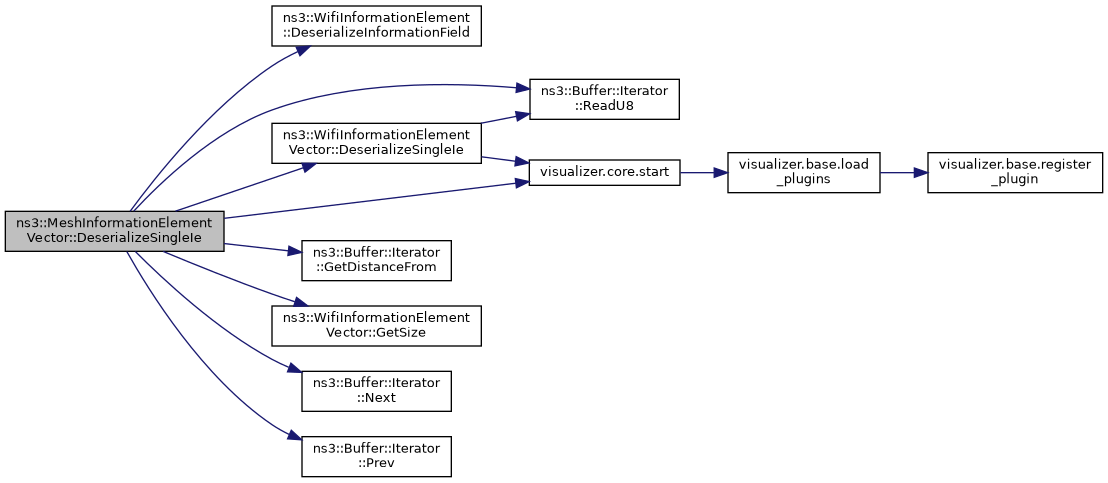 ns3::WifiInformationElement
::DeserializeInformationField
ns3::Buffer::Iterator
::ReadU8
ns3::WifiInformationElement
Vector::DeserializeSingleIe
visualizer.core.start
visualizer.base.load
_plugins
visualizer.base.register
_plugin
ns3::MeshInformationElement
Vector::DeserializeSingleIe
ns3::Buffer::Iterator
::GetDistanceFrom
ns3::WifiInformationElement
Vector::GetSize
ns3::Buffer::Iterator
::Next
ns3::Buffer::Iterator
::Prev